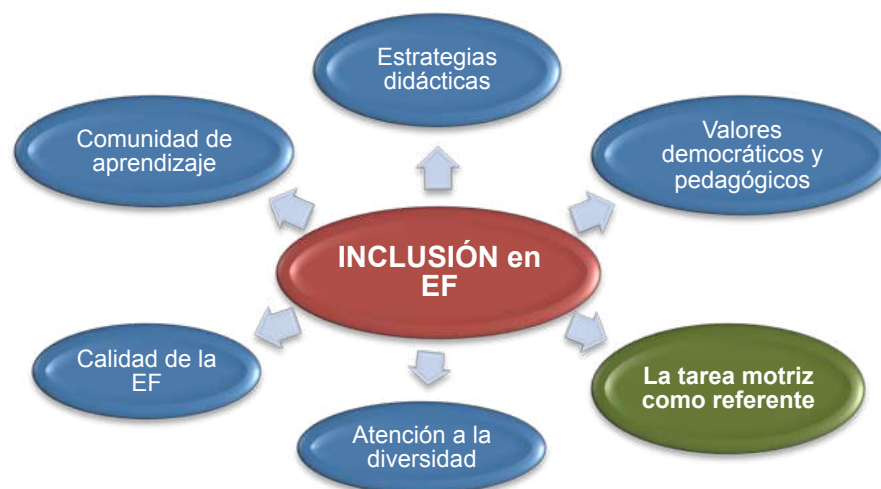 Estrategias
didácticas
Comunidad de
aprendizaje
Valores
democráticos y
pedagógicos
INCLUSIÓN en
EF
Calidad de la
EF
La tarea motriz
como referente
Atención a la
diversidad